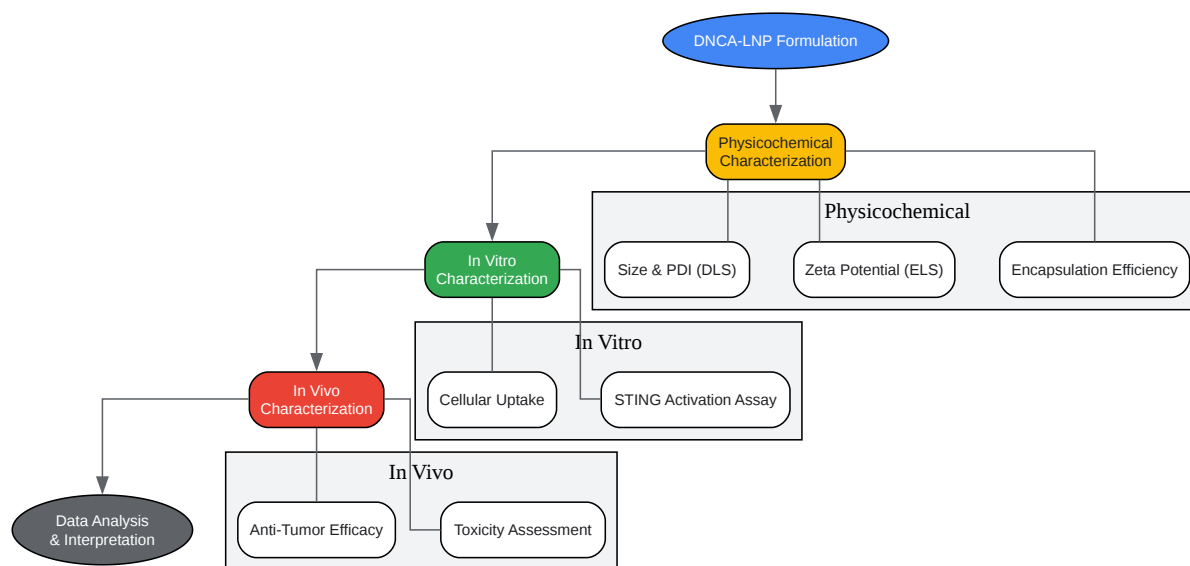 DNCA-LNP Formulation
Physicochemical
Characterization
Physicochemical
Size & PDI (DLS)
Zeta Potential (ELS)
Encapsulation Efficiency
In Vitro
Characterization
In Vitro
Cellular Uptake
STING Activation Assay
In Vivo
Characterization
In Vivo
Anti-Tumor Efficacy
Toxicity Assessment
Data Analysis
& Interpretation